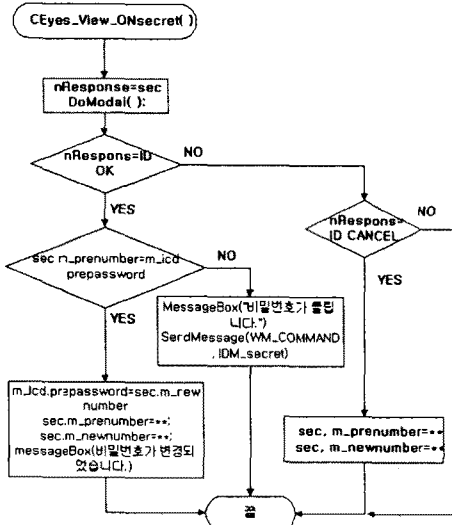 CEyes_View_ONsecret( )
nResponse=sec
DoModal( );
nRespons=ID
OK
NO
YES
nRespons=
ID CANCEL
NO
YES
sec m_prenumber=m_lcd
prepassword
NO
YES
MessageBox("비밀번호가 틀립
니다.")
SerdMessage(WM_COMMAND
, IDM_secret)
m_lcd.prepassword=sec.m_rew
number
sec.m_prenumber=**;
sec.m_newnumber=**;
messageBox(비밀번호가 변경되
었습니다.)
sec, m_prenumber=**
sec, m_newnumber=**
끝